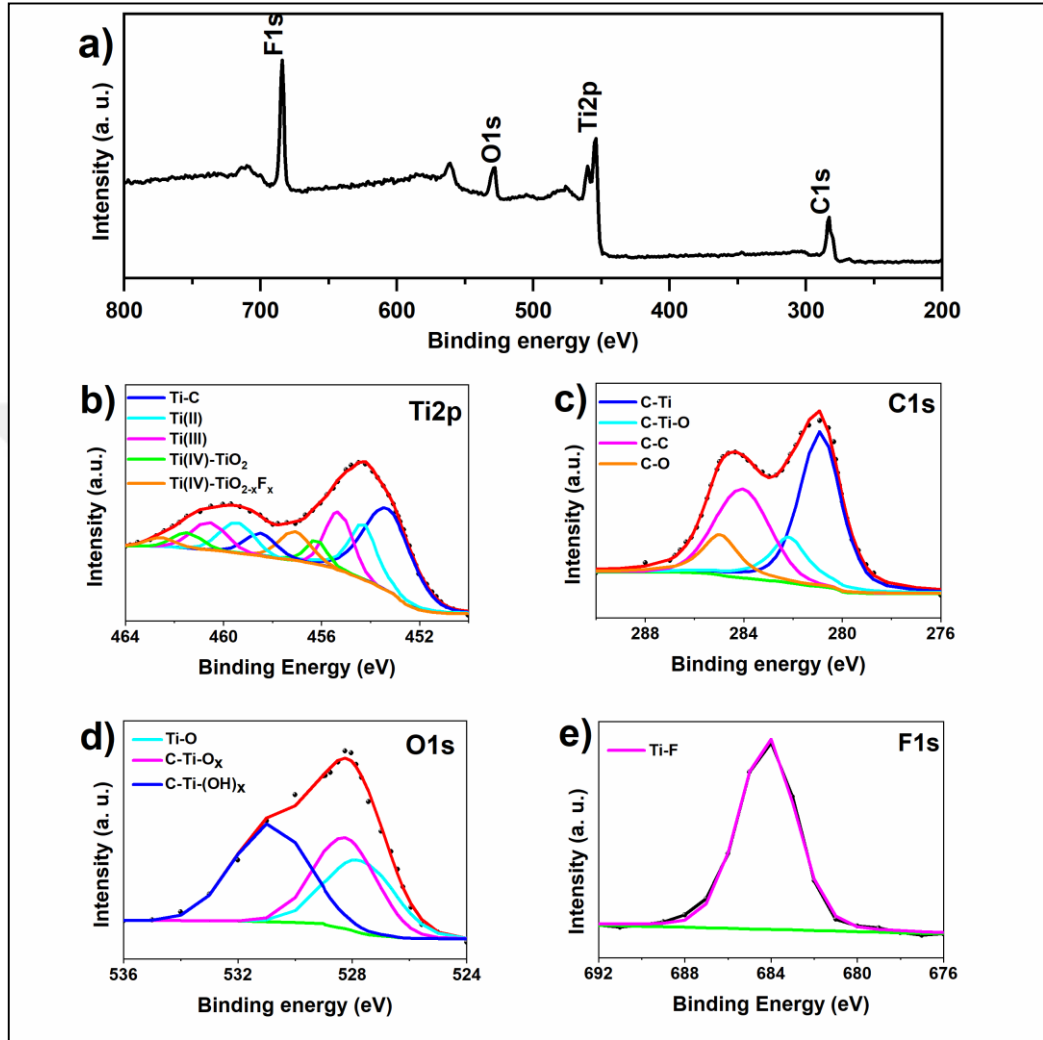 a)
F1s
O1s
Ti2p
C1s
Intensity (a. u.)
800 700 600 500 400 300 200
Binding energy (eV)
b)
Ti-C
Ti(II)
Ti(III)
Ti(IV)-TiO₂
Ti(IV)-TiO₂₋ₓFₓ
Ti2p
Intensity (a.u.)
464 460 456 452
Binding Energy (eV)
c)
C-Ti
C-Ti-O
C-C
C-O
C1s
Intensity (a.u.)
288 284 280 276
Binding energy (eV)
d)
Ti-O
C-Ti-Oₓ
C-Ti-(OH)ₓ
O1s
Intensity (a.u.)
536 532 528 524
Binding energy (eV)
e)
Ti-F
F1s
Intensity (a. u.)
692 688 684 680 676
Binding Energy (eV)